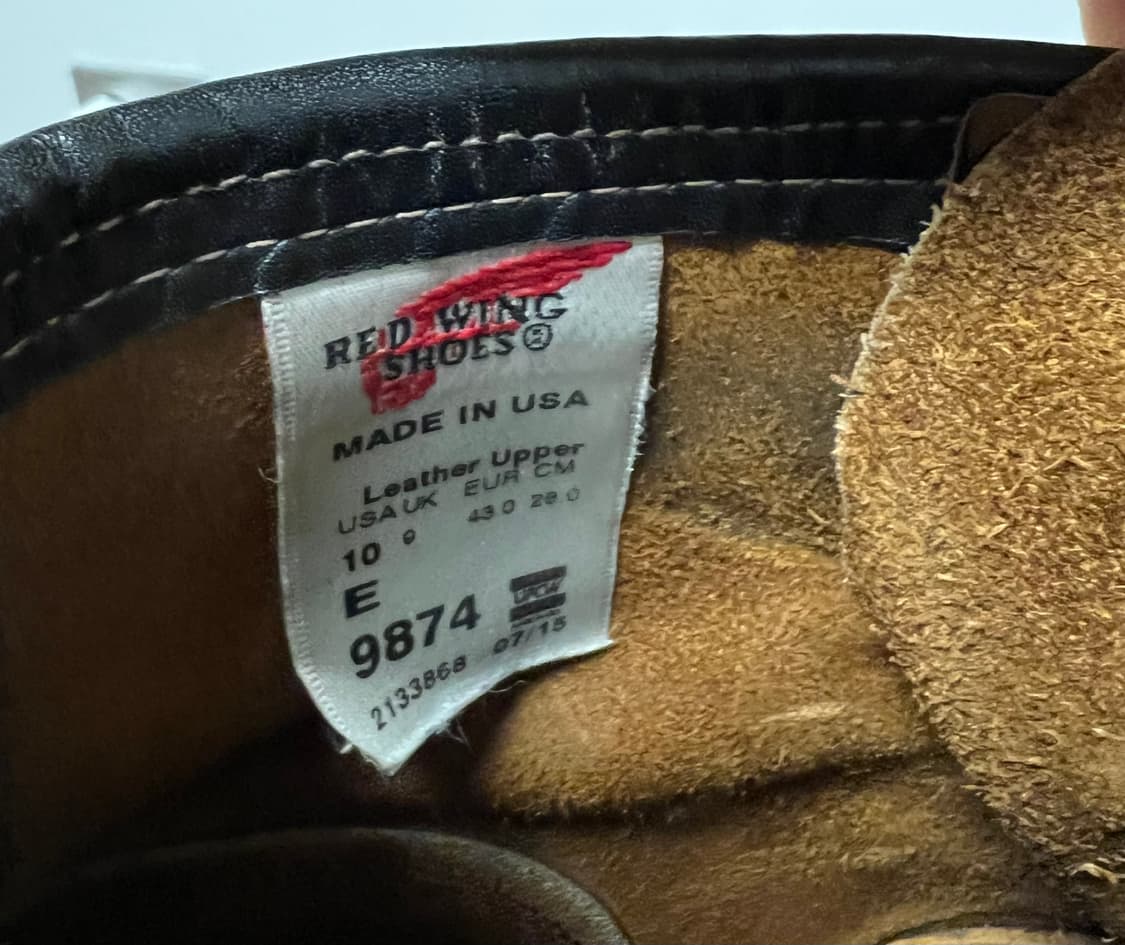 RED WING
SHOES®
MADE IN USA
Leather Upper
USA UK EUR CM
10 9 43.0 28.0
E
9874
UFCW
2133868 07/15